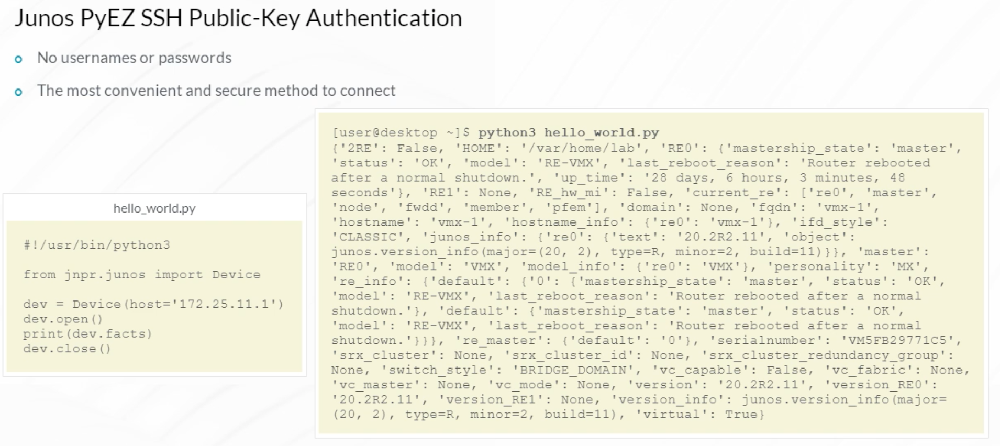 Junos PyEZ SSH Public-Key Authentication
No usernames or passwords
The most convenient and secure method to connect
hello_world.py
#!/usr/bin/python3
from jnpr.junos import Device
dev = Device(host='172.25.11.1')
dev.open()
print(dev.facts)
dev.close()
[user@desktop ~]$ python3 hello_world.py
{'2RE': False, 'HOME': '/var/home/lab', 'RE0': {'mastership_state': 'master',
'status': 'OK', 'model': 'RE-VMX', 'last_reboot_reason': 'Router rebooted
after a normal shutdown.', 'up_time': '28 days, 6 hours, 3 minutes, 48
seconds'}, 'RE1': None, 'RE_hw_mi': False, 'current_re': ['re0', 'master',
'node', 'fwdd', 'member', 'pfem'], 'domain': None, 'fqdn': 'vmx-1',
'hostname': 'vmx-1', 'hostname_info': {'re0': 'vmx-1'}, 'ifd_style':
'CLASSIC', 'junos_info': {'re0': {'text': '20.2R2.11', 'object':
junos.version_info(major=(20, 2), type=R, minor=2, build=11)}}, 'master':
'RE0', 'model': 'VMX', 'model_info': {'re0': 'VMX'}, 'personality': 'MX',
're_info': {'default': {'0': {'mastership_state': 'master', 'status': 'OK',
'model': 'RE-VMX', 'last_reboot_reason': 'Router rebooted after a normal
shutdown.'}, 'default': {'mastership_state': 'master', 'status': 'OK',
'model': 'RE-VMX', 'last_reboot_reason': 'Router rebooted after a normal
shutdown.'}}}, 're_master': {'default': '0'}, 'serialnumber': 'VM5FB29771C5',
'srx_cluster': None, 'srx_cluster_id': None, 'srx_cluster_redundancy_group':
None, 'switch_style': 'BRIDGE_DOMAIN', 'vc_capable': False, 'vc_fabric': None,
'vc_master': None, 'vc_mode': None, 'version': '20.2R2.11', 'version_RE0':
'20.2R2.11', 'version_RE1': None, 'version_info': junos.version_info(major=
(20, 2), type=R, minor=2, build=11), 'virtual': True}